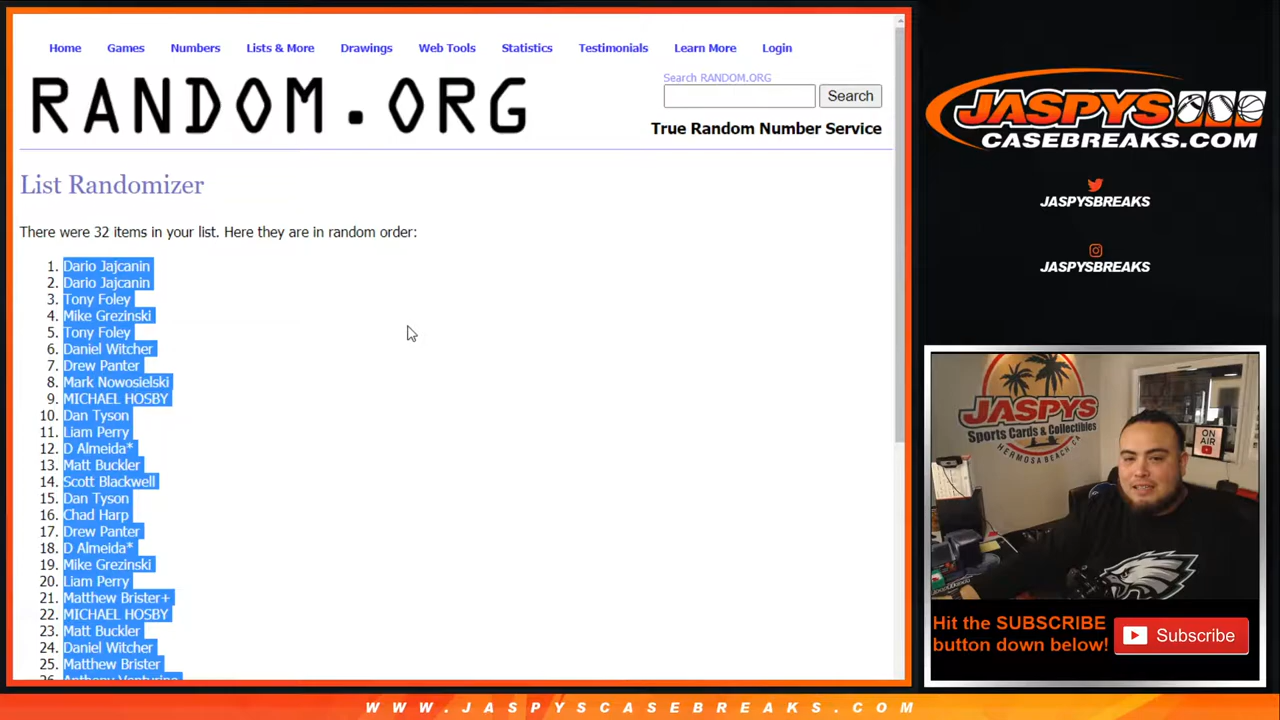 Home Games Numbers Lists & More Drawings Web Tools Statistics Testimonials Learn More Login
RANDOM.ORG
Search RANDOM.ORG
Search
True Random Number Service
List Randomizer
There were 32 items in your list. Here they are in random order:
1. Dario Jajcanin
2. Dario Jajcanin
3. Tony Foley
4. Mike Grezinski
5. Tony Foley
6. Daniel Witcher
7. Drew Panter
8. Mark Nowosielski
9. MICHAEL HOSBY
10. Dan Tyson
11. Liam Perry
12. D Almeida*
13. Matt Buckler
14. Scott Blackwell
15. Dan Tyson
16. Chad Harp
17. Drew Panter
18. D Almeida*
19. Mike Grezinski
20. Liam Perry
21. Matthew Brister+
22. MICHAEL HOSBY
23. Matt Buckler
24. Daniel Witcher
25. Matthew Brister
JASPYS
CASEBREAKS.COM
JASPYSBREAKS
JASPYSBREAKS
JASPYS
Sports Cards & Collectibles
HERMOSA BEACH, CA
ON
AIR
Hit the SUBSCRIBE
button down below!
Subscribe
WWW.JASPYSCASEBREAKS.COM